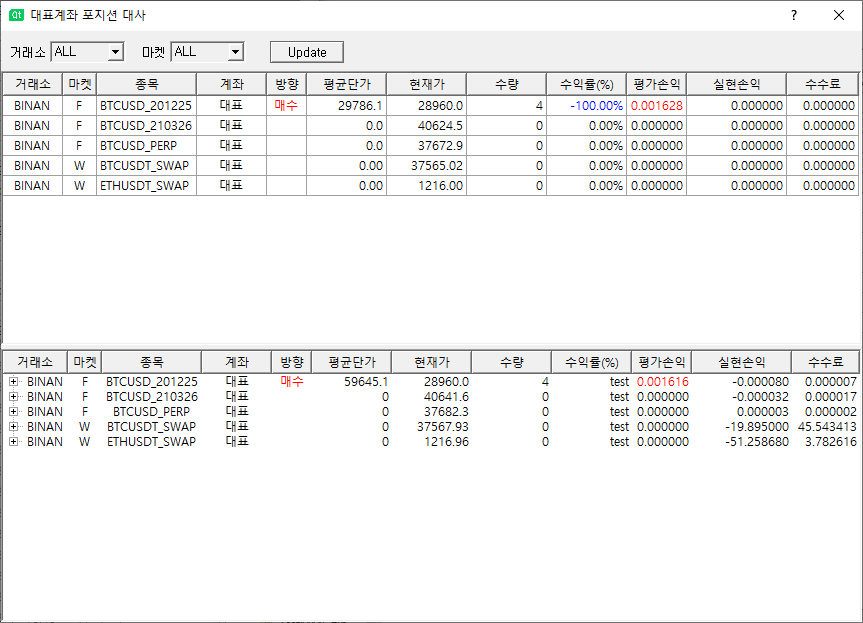 Qt 대표계좌 포지션 대사 ?
거래소 ALL 마켓 ALL Update
거래소 마켓 종목 계좌 방향 평균단가 현재가 수량 수익률(%) 평가손익 실현손익 수수료
BINAN F BTCUSD_201225 대표 매수 29786.1 28960.0 4 -100.00% 0.001628 0.000000 0.000000
BINAN F BTCUSD_210326 대표 0.0 40624.5 0 0.00% 0.000000 0.000000 0.000000
BINAN F BTCUSD_PERP 대표 0.0 37672.9 0 0.00% 0.000000 0.000000 0.000000
BINAN W BTCUSDT_SWAP 대표 0.00 37565.02 0 0.00% 0.000000 0.000000 0.000000
BINAN W ETHUSDT_SWAP 대표 0.00 1216.00 0 0.00% 0.000000 0.000000 0.000000
거래소 마켓 종목 계좌 방향 평균단가 현재가 수량 수익률(%) 평가손익 실현손익 수수료
BINAN F BTCUSD_201225 대표 매수 59645.1 28960.0 4 test 0.001616 -0.000080 0.000007
BINAN F BTCUSD_210326 대표 0 40641.6 0 test 0.000000 -0.000032 0.000017
BINAN F BTCUSD_PERP 대표 0 37682.3 0 test 0.000000 0.000003 0.000002
BINAN W BTCUSDT_SWAP 대표 0 37567.93 0 test 0.000000 -19.895000 45.543413
BINAN W ETHUSDT_SWAP 대표 0 1216.96 0 test 0.000000 -51.258680 3.782616